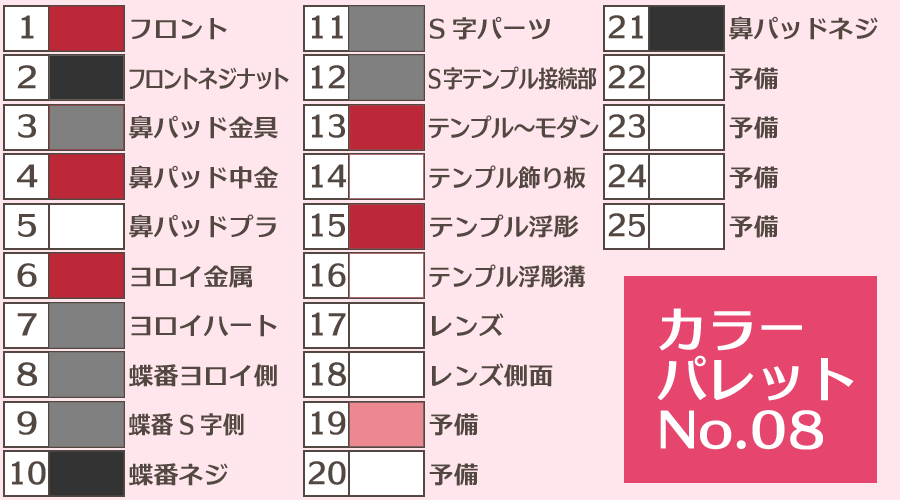 1 フロント
2 フロントネジナット
3 鼻パッド金具
4 鼻パッド中金
5 鼻パッドプラ
6 ヨロイ金属
7 ヨロイハート
8 蝶番ヨロイ側
9 蝶番S字側
10 蝶番ネジ
11 S字パーツ
12 S字テンプル接続部
13 テンプル〜モダン
14 テンプル飾り板
15 テンプル浮彫
16 テンプル浮彫溝
17 レンズ
18 レンズ側面
19 予備
20 予備
21 鼻パッドネジ
22 予備
23 予備
24 予備
25 予備
カラー
パレット
No.08